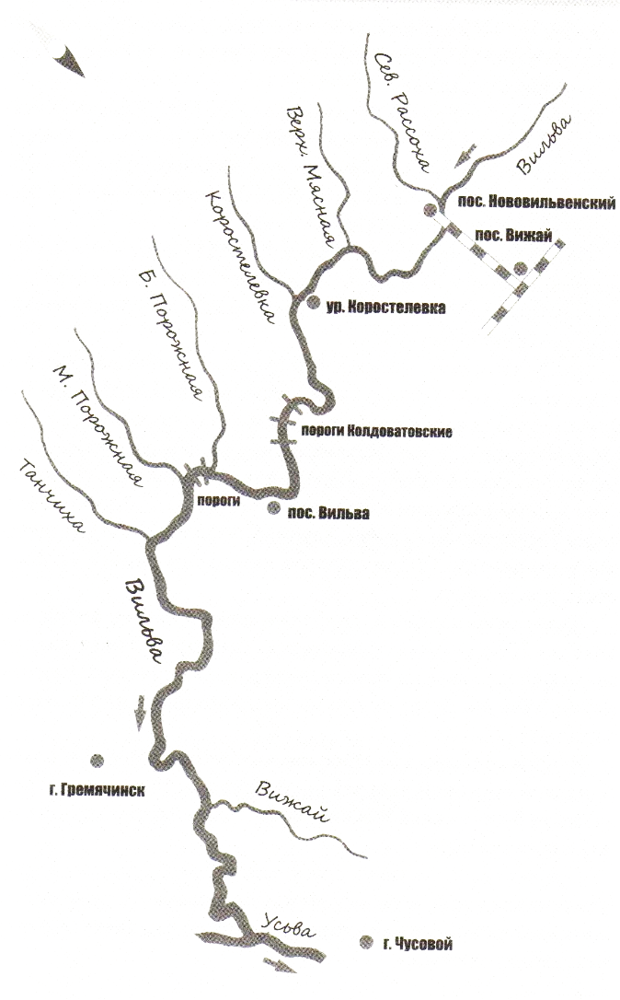 Сев. Рассоха
Вильва
Верх. Мясная
пос. Нововильвенский
пос. Вижай
Коростелевка
ур. Коростелевка
Б. Порожная
М. Порожная
пороги Колдоватовские
Танчиха
пороги
пос. Вильва
Вильва
г. Гремячинск
Вижай
Усьва
г. Чусовой